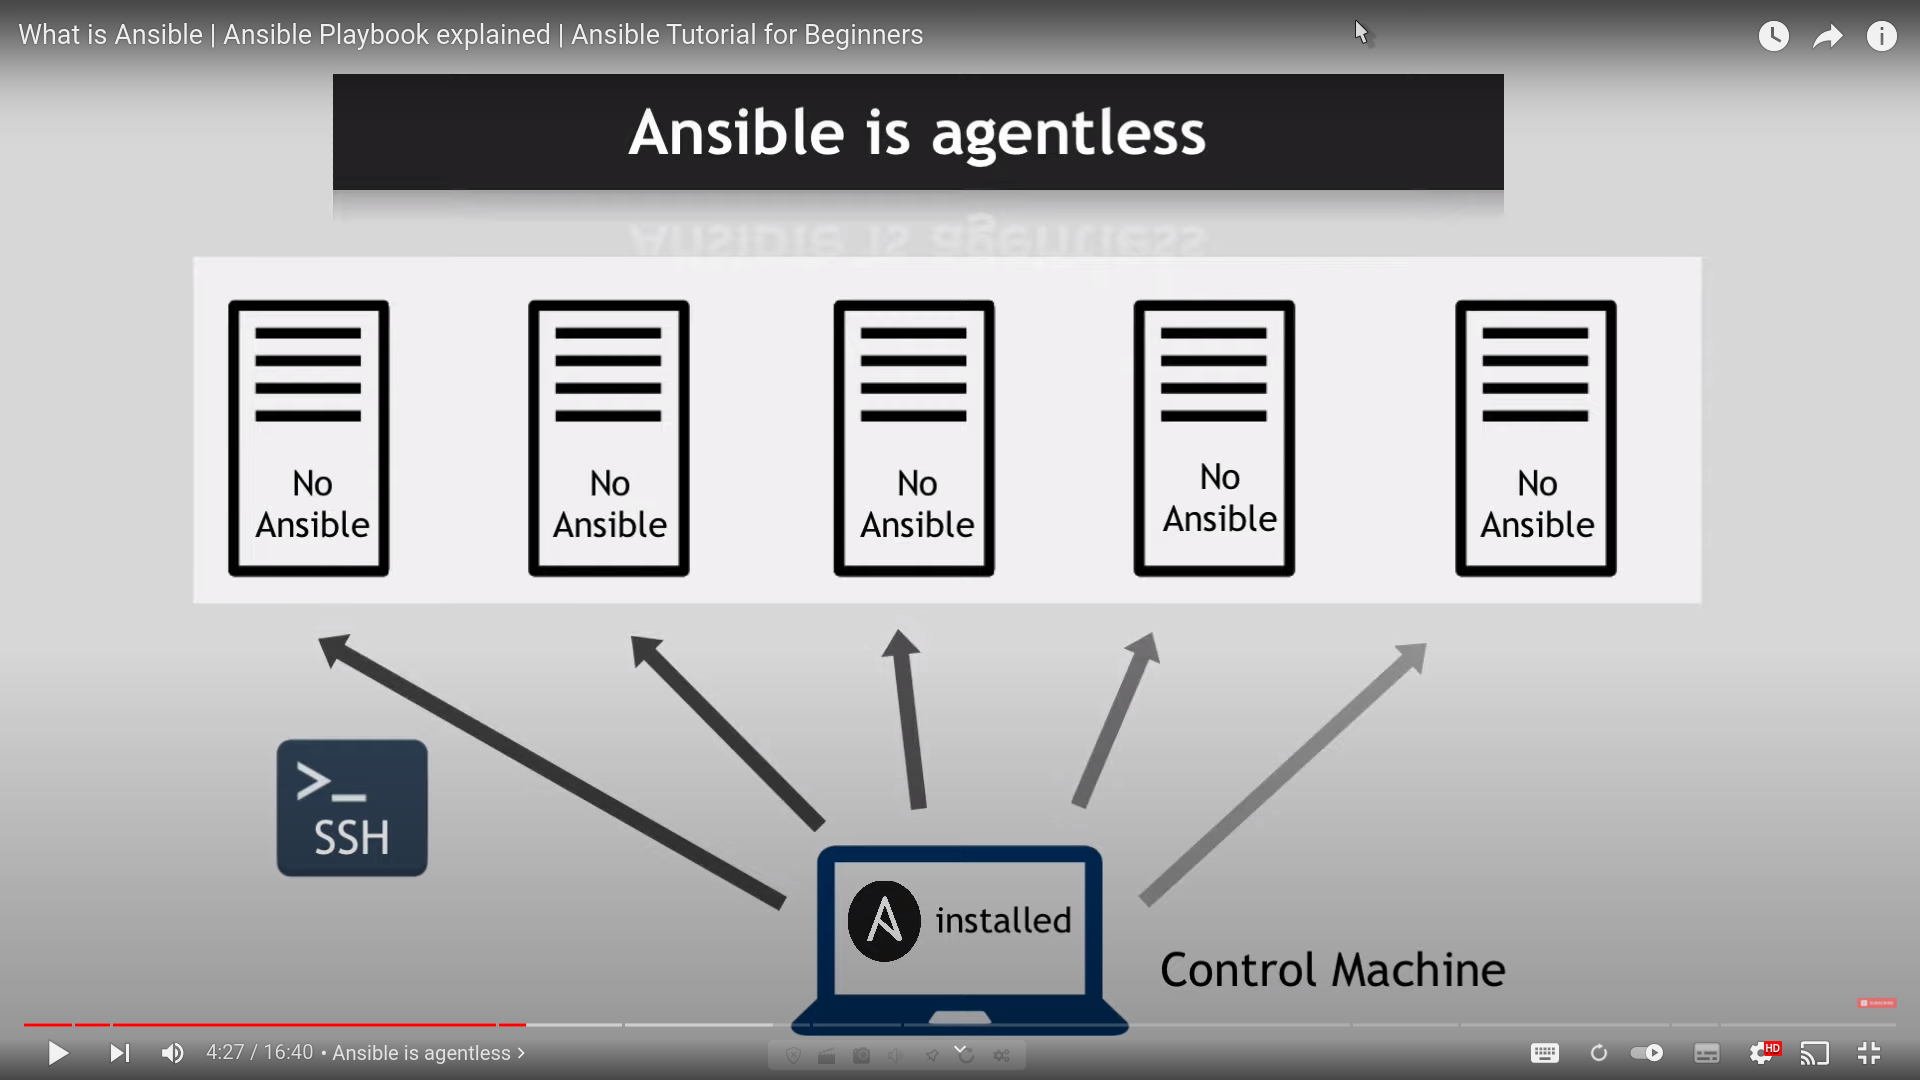 What is Ansible | Ansible Playbook explained | Ansible Tutorial for Beginners
Ansible is agentless
No
Ansible
No
Ansible
No
Ansible
No
Ansible
No
Ansible
>_
SSH
installed
Control Machine
4:27 / 16:40 • Ansible is agentless >
HD